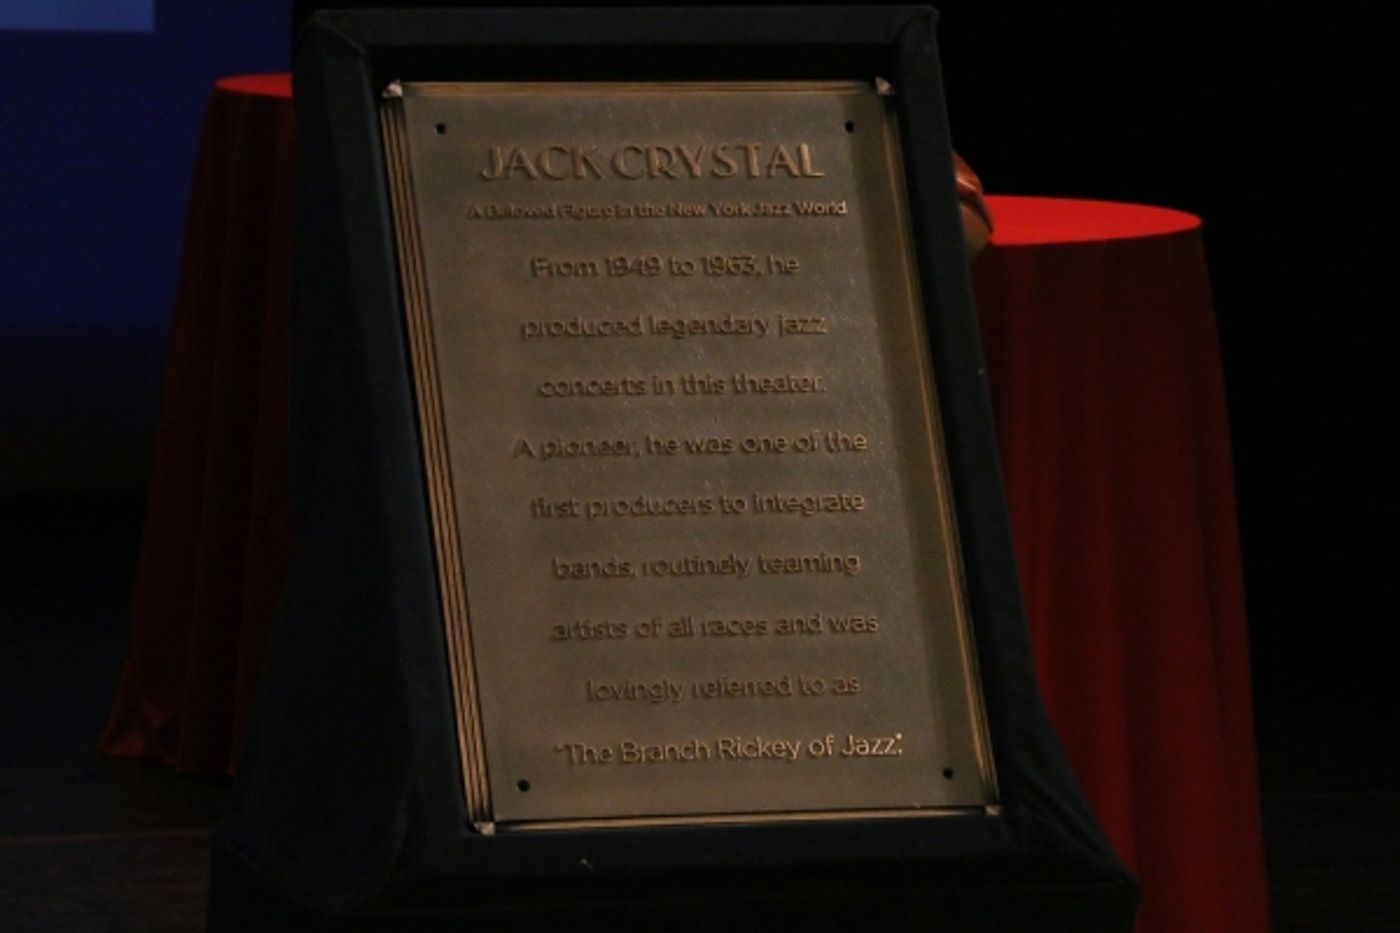 JACK CRYSTAL
A Beloved Figure in the New York Jazz World
From 1949 to 1963, he
produced legendary jazz
concerts in this theater.
A pioneer, he was one of the
first producers to integrate
bands, routinely teaming
artists of all races and was
lovingly referred to as
"The Branch Rickey of Jazz".